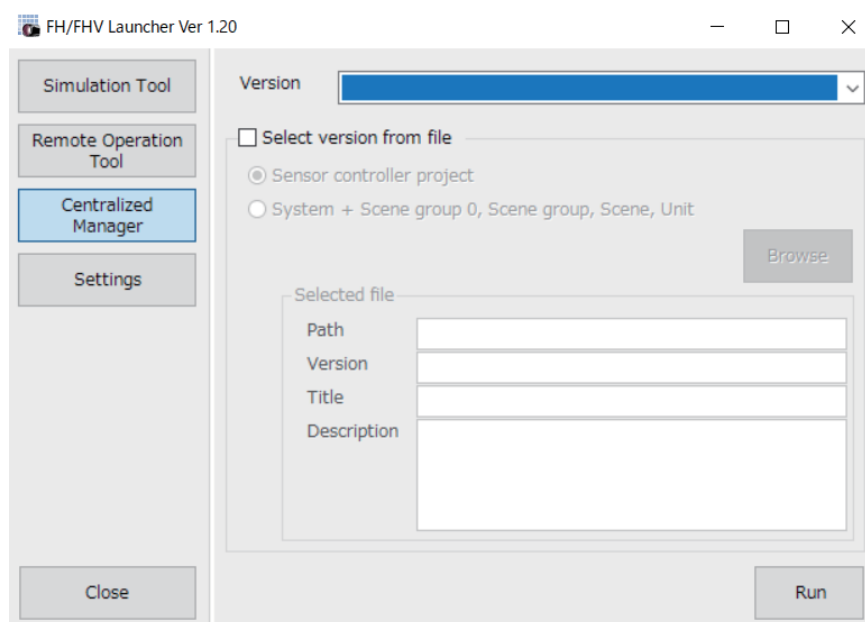 FH/FHV Launcher Ver 1.20
Simulation Tool
Remote Operation
Tool
Centralized
Manager
Settings
Close
Version
Select version from file
Sensor controller project
System + Scene group 0, Scene group, Scene, Unit
Browse
Selected file
Path
Version
Title
Description
Run